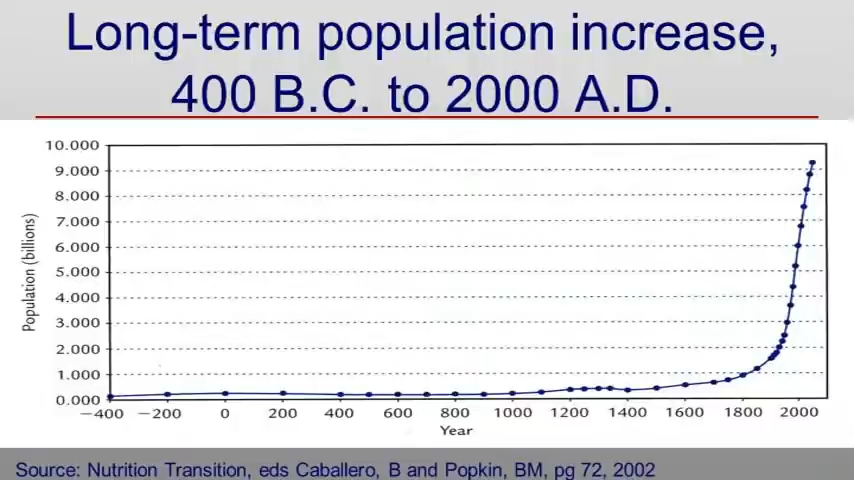 Long-term population increase,
400 B.C. to 2000 A.D.
10.000
9.000
8.000
7.000
6.000
5.000
4.000
3.000
2.000
1.000
0.000
Population (billions)
−400 −200 0 200 400 600 800 1000 1200 1400 1600 1800 2000
Year
Source: Nutrition Transition, eds Caballero, B and Popkin, BM, pg 72, 2002